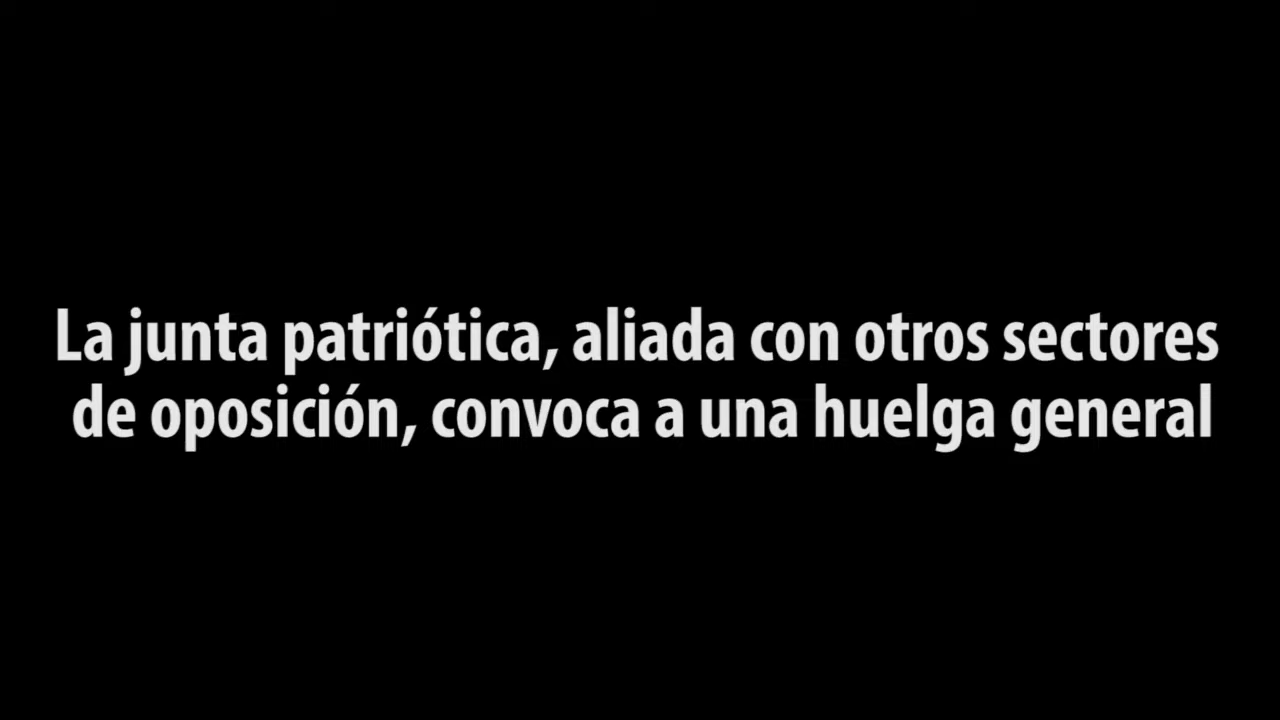 La junta patriótica, aliada con otros sectores
de oposición, convoca a una huelga general